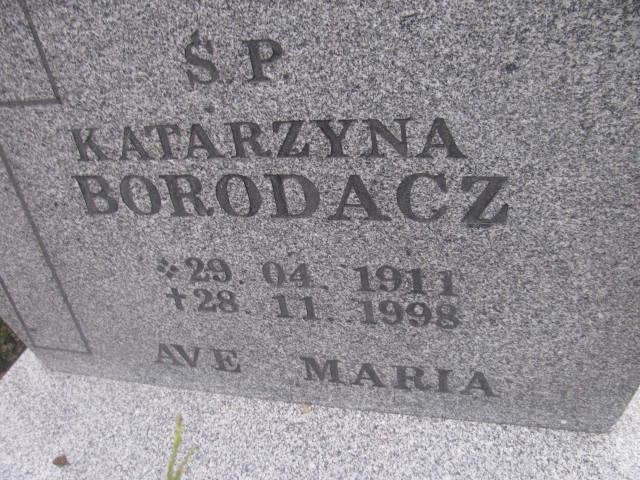 Ś.P.
KATARZYNA
BORODACZ
* 29. 04. 1911
✝ 28. 11. 1998
AVE MARIA